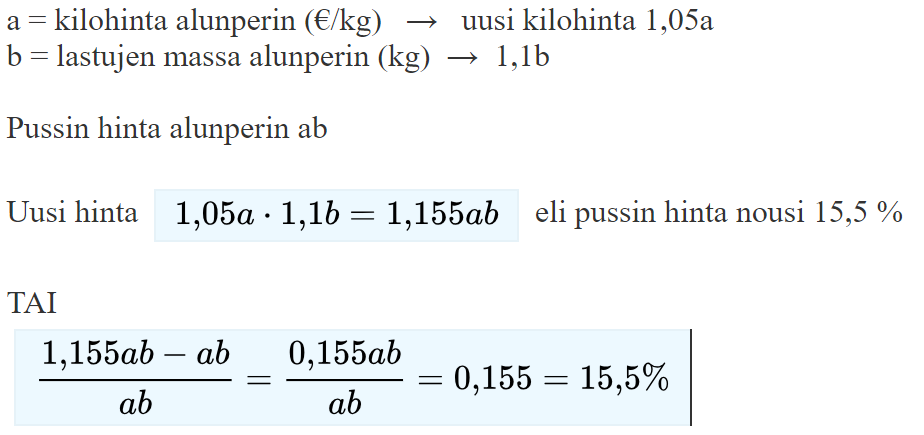 a = kilohinta alunperin (€/kg) → uusi kilohinta 1,05a
b = lastujen massa alunperin (kg) → 1,1b
Pussin hinta alunperin ab
Uusi hinta 1,05a · 1,1b = 1,155ab eli pussin hinta nousi 15,5 %
TAI
(1,155ab − ab)/ab = 0,155ab/ab = 0,155 = 15,5%